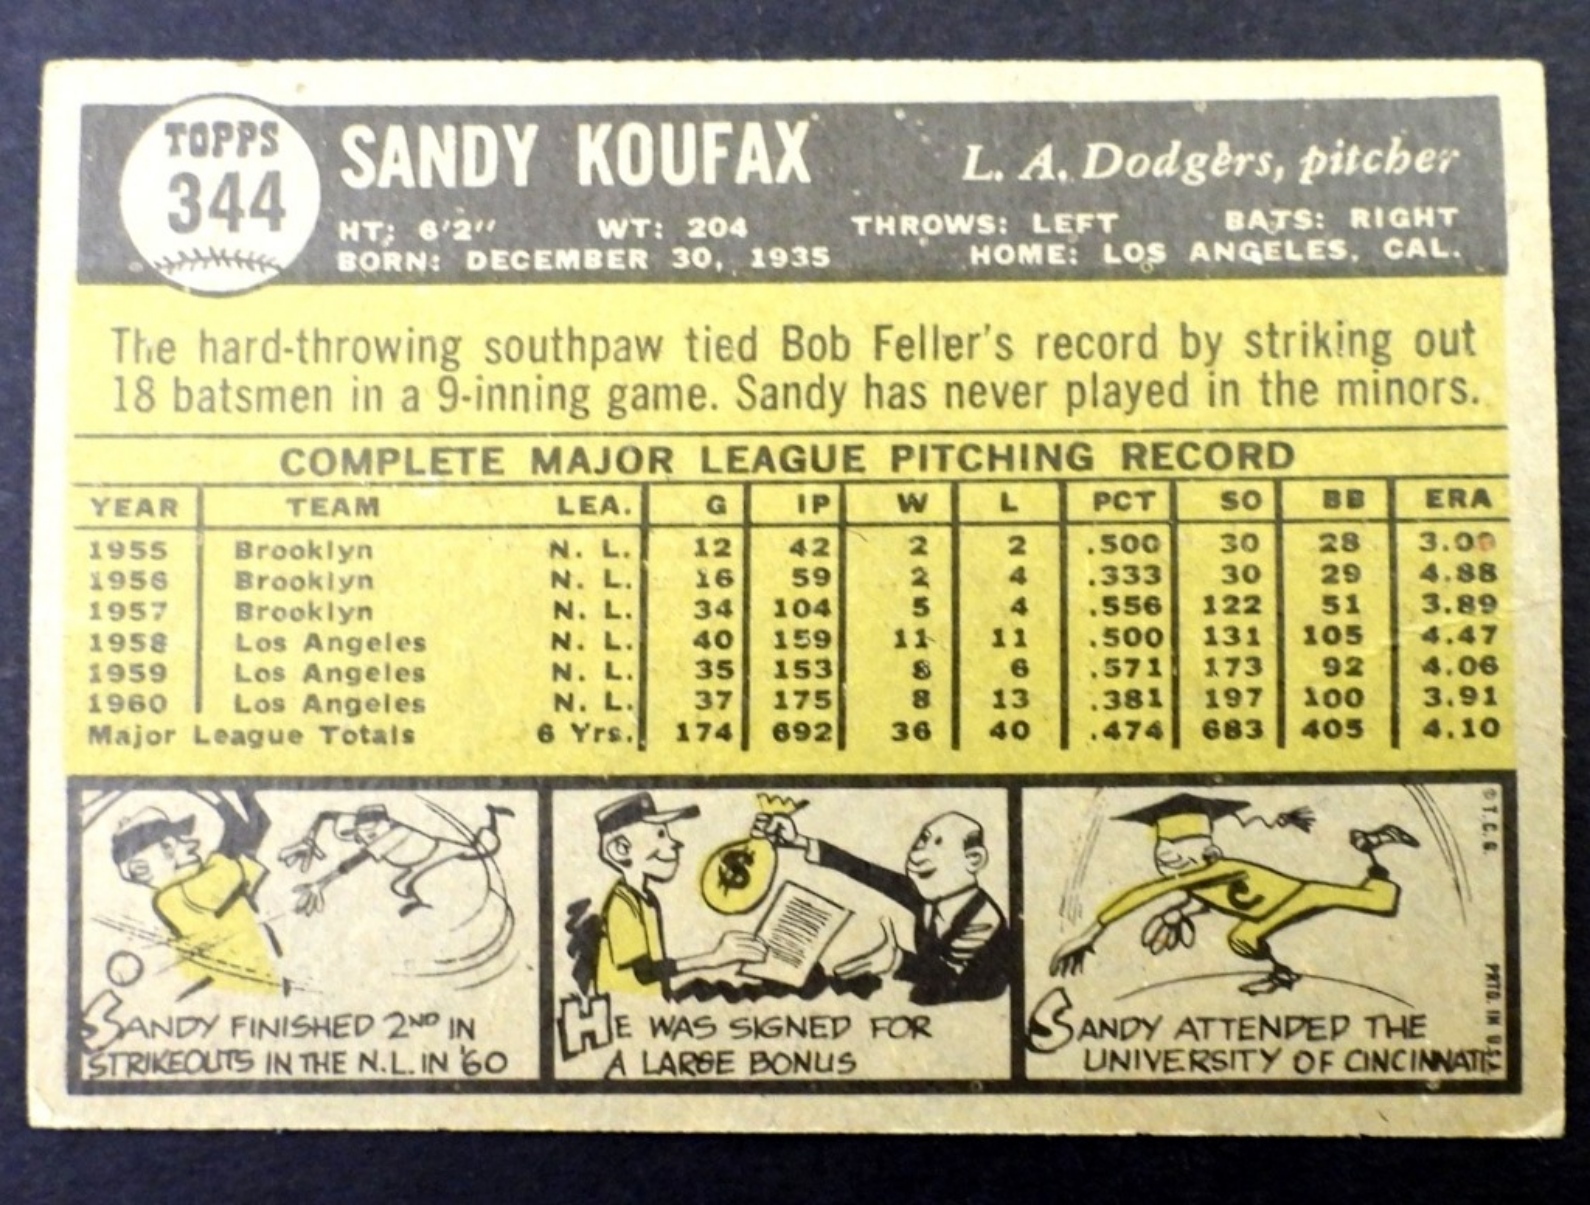 TOPPS
344
SANDY KOUFAX
L. A. Dodgers, pitcher
HT: 6'2" WT: 204 THROWS: LEFT BATS: RIGHT
BORN: DECEMBER 30, 1935 HOME: LOS ANGELES, CAL.
The hard-throwing southpaw tied Bob Feller's record by striking out
18 batsmen in a 9-inning game. Sandy has never played in the minors.
COMPLETE MAJOR LEAGUE PITCHING RECORD
YEAR TEAM LEA. G IP W L PCT SO BB ERA
1955 Brooklyn N. L. 12 42 2 2 .500 30 28 3.00
1956 Brooklyn N. L. 16 59 2 4 .333 30 29 4.88
1957 Brooklyn N. L. 34 104 5 4 .556 122 51 3.89
1958 Los Angeles N. L. 40 159 11 11 .500 131 105 4.47
1959 Los Angeles N. L. 35 153 8 6 .571 173 92 4.06
1960 Los Angeles N. L. 37 175 8 13 .381 197 100 3.91
Major League Totals 6 Yrs. 174 692 36 40 .474 683 405 4.10
SANDY FINISHED 2ND IN
STRIKEOUTS IN THE N.L. IN '60
$
HE WAS SIGNED FOR
A LARGE BONUS
C
SANDY ATTENDED THE
UNIVERSITY OF CINCINNATI
© T. C. G.
PRTD. IN U.S.A.